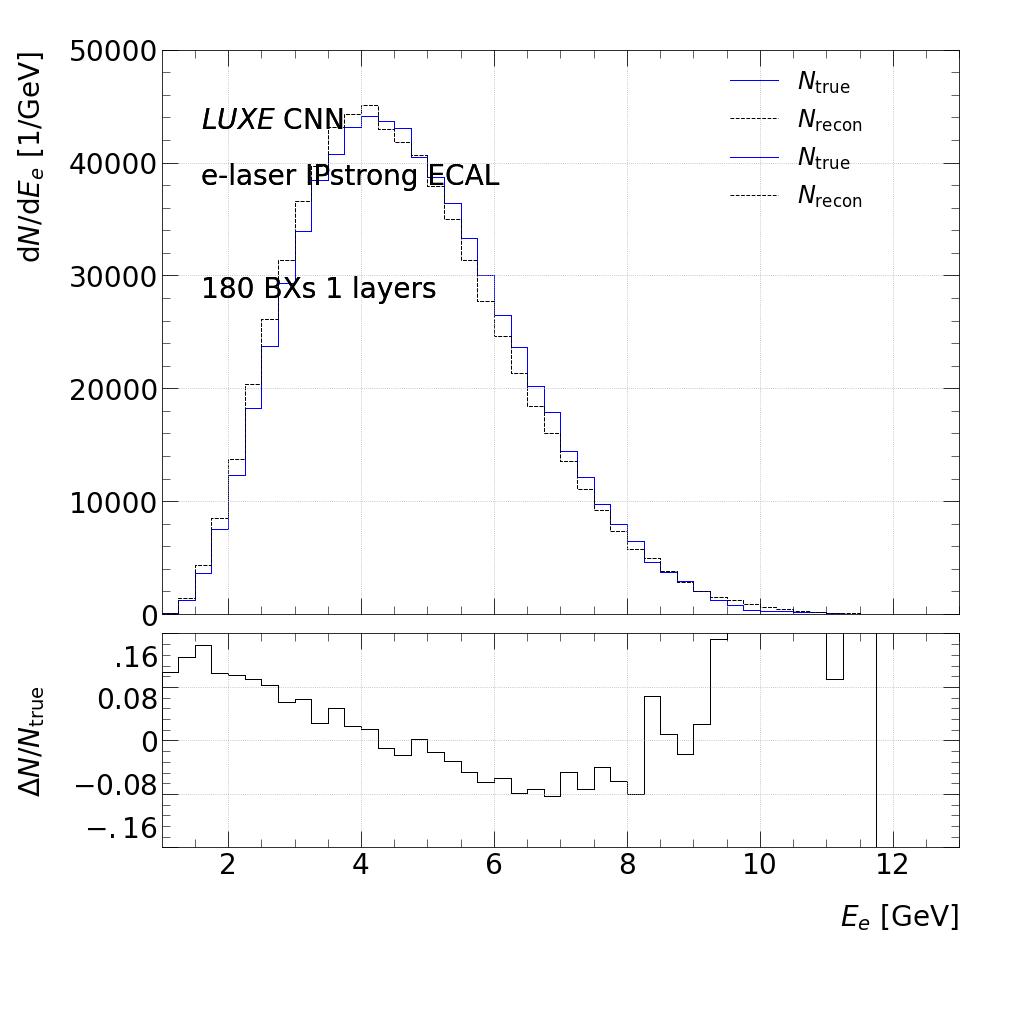 dN/dE_e [1/GeV]
50000
40000
30000
20000
10000
0
LUXE CNN
e-laser IPstrong ECAL
180 BXs 1 layers
N_true
N_recon
N_true
N_recon
ΔN/N_true
.16
0.08
0
−0.08
−.16
2 4 6 8 10 12
E_e [GeV]